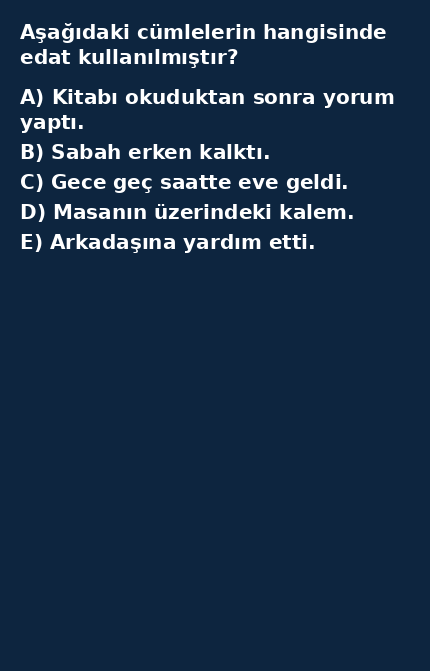 Aşağıdaki cümlelerin hangisinde
edat kullanılmıştır?
A) Kitabı okuduktan sonra yorum
yaptı.
B) Sabah erken kalktı.
C) Gece geç saatte eve geldi.
D) Masanın üzerindeki kalem.
E) Arkadaşına yardım etti.